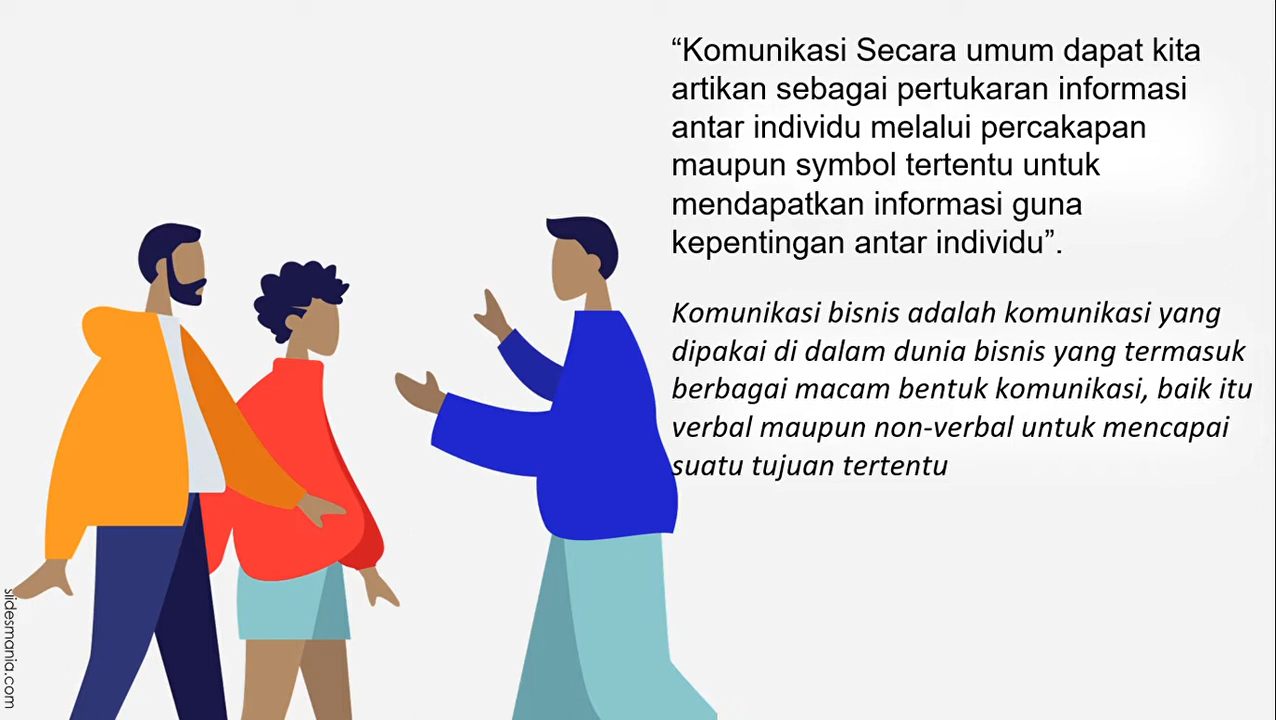 “Komunikasi Secara umum dapat kita
artikan sebagai pertukaran informasi
antar individu melalui percakapan
maupun symbol tertentu untuk
mendapatkan informasi guna
kepentingan antar individu”.
Komunikasi bisnis adalah komunikasi yang
dipakai di dalam dunia bisnis yang termasuk
berbagai macam bentuk komunikasi, baik itu
verbal maupun non-verbal untuk mencapai
suatu tujuan tertentu
slidesmania.com